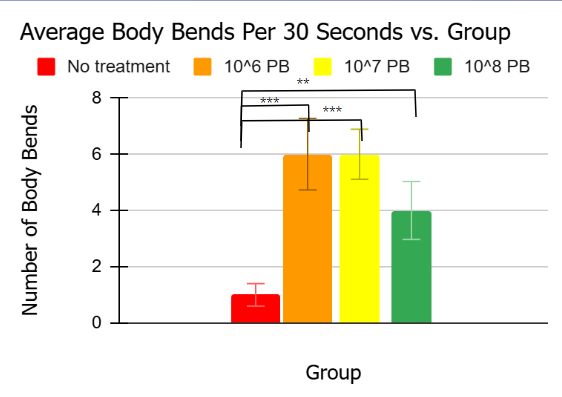 Average Body Bends Per 30 Seconds vs. Group
No treatment 10^6 PB 10^7 PB 10^8 PB
**
***
***
8
6
4
2
0
Number of Body Bends
Group